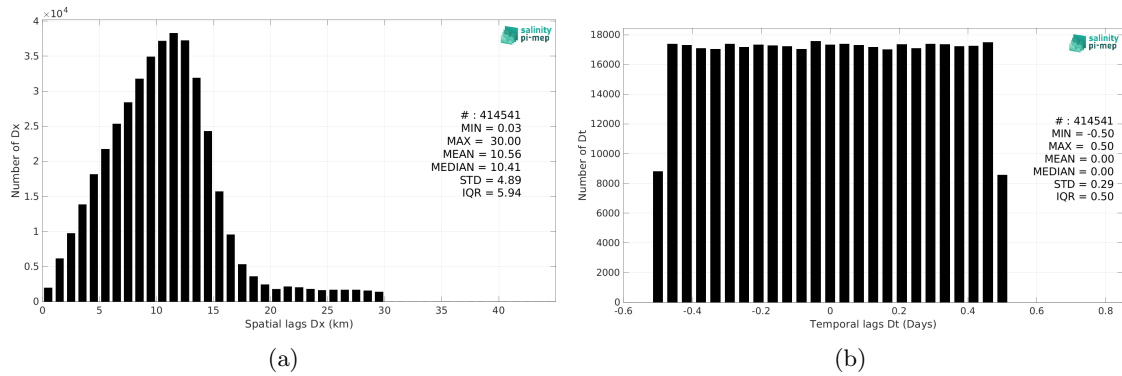 ×10⁴
4
3.5
3
2.5
2
1.5
1
0.5
0
Number of Dx
salinity
pi-mep
# : 414541
MIN = 0.03
MAX = 30.00
MEAN = 10.56
MEDIAN = 10.41
STD = 4.89
IQR = 5.94
0 5 10 15 20 25 30 35 40
Spatial lags Dx (km)
(a)
18000
16000
14000
12000
10000
8000
6000
4000
2000
0
Number of Dt
salinity
pi-mep
# : 414541
MIN = -0.50
MAX = 0.50
MEAN = 0.00
MEDIAN = 0.00
STD = 0.29
IQR = 0.50
-0.6 -0.4 -0.2 0 0.2 0.4 0.6 0.8
Temporal lags Dt (Days)
(b)